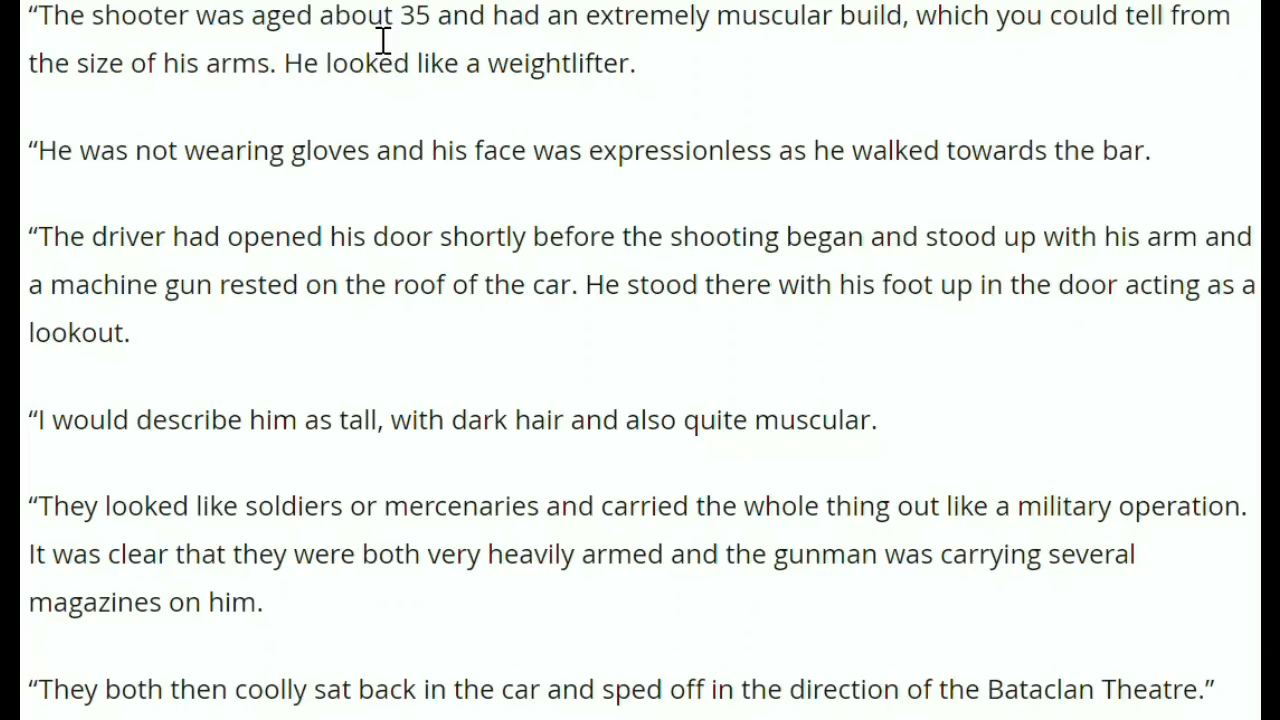 “The shooter was aged about 35 and had an extremely muscular build, which you could tell from
the size of his arms. He looked like a weightlifter.
“He was not wearing gloves and his face was expressionless as he walked towards the bar.
“The driver had opened his door shortly before the shooting began and stood up with his arm and
a machine gun rested on the roof of the car. He stood there with his foot up in the door acting as a
lookout.
“I would describe him as tall, with dark hair and also quite muscular.
“They looked like soldiers or mercenaries and carried the whole thing out like a military operation.
It was clear that they were both very heavily armed and the gunman was carrying several
magazines on him.
“They both then coolly sat back in the car and sped off in the direction of the Bataclan Theatre.”